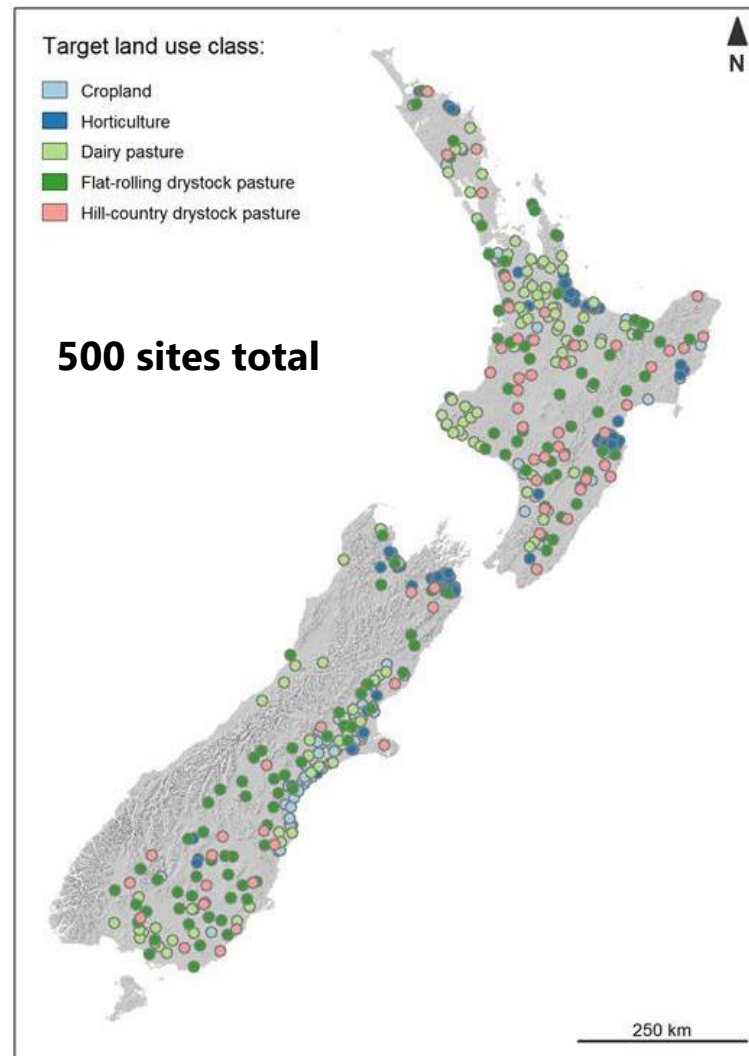 Target land use class:
Cropland
Horticulture
Dairy pasture
Flat-rolling drystock pasture
Hill-country drystock pasture
N
500 sites total
250 km